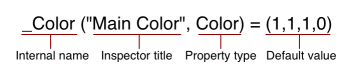 _Color ("Main Color", Color) = (1,1,1,0)
Internal name Inspector title Property type Default value